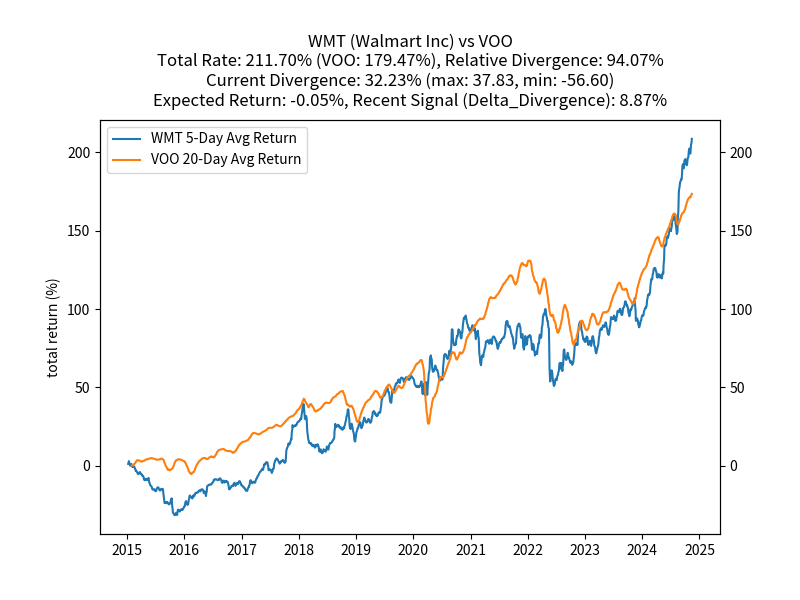 WMT (Walmart Inc) vs VOO
Total Rate: 211.70% (VOO: 179.47%), Relative Divergence: 94.07%
Current Divergence: 32.23% (max: 37.83, min: -56.60)
Expected Return: -0.05%, Recent Signal (Delta_Divergence): 8.87%
WMT 5-Day Avg Return
VOO 20-Day Avg Return
total return (%)
200
150
100
50
0
200
150
100
50
0
2015 2016 2017 2018 2019 2020 2021 2022 2023 2024 2025